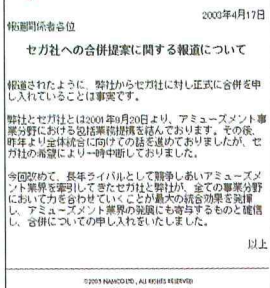 2003年4月17日
報道関係者各位
セガ社への合併提案に関する報道について
報道されたように、弊社からセガ社に対し正式に合併を申
し入れていることは事実です。
弊社とセガ社とは2001年9月20日より、アミューズメント事
業分野における包括業務提携を結んでおります。その後、
昨年より全体統合に向けての話を進めておりましたが、セ
ガ社の希望により一時中断しておりました。
今回改めて、長年ライバルとして競争しあいアミューズメ
ント業界を牽引してきたセガ社と弊社が、全ての事業分野
において力を合わせていくことが最大の統合効果を発揮
し、アミューズメント業界の発展にも寄与するものと確信
し、合併についての申し入れをいたしました。
以上
©2003 NAMCO LTD., ALL RIGHTS RESERVED